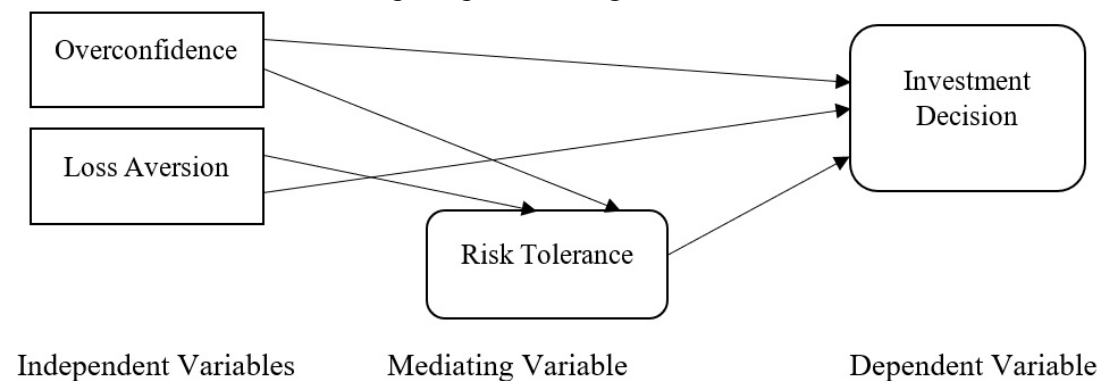 Overconfidence
Loss Aversion
Risk Tolerance
Investment
Decision
Independent Variables
Mediating Variable
Dependent Variable